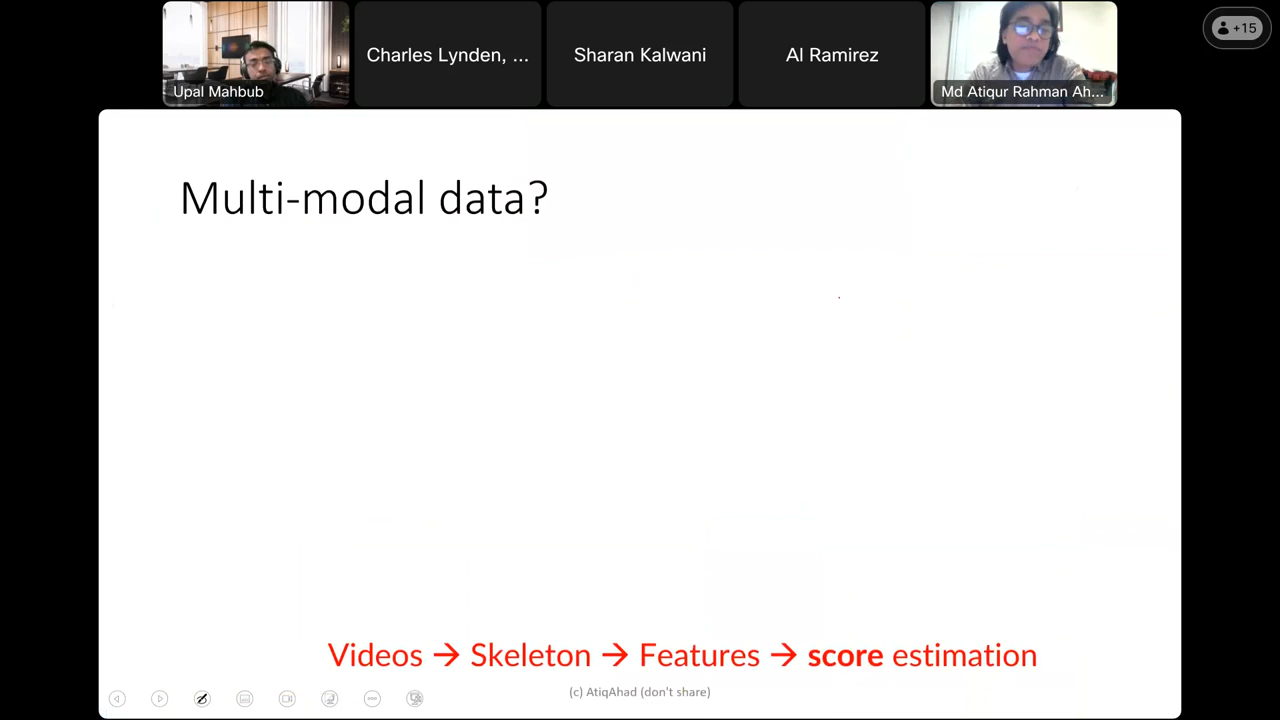 Upal Mahbub
Charles Lynden, ...
Sharan Kalwani
Al Ramirez
Md Atiqur Rahman Ah...
+15
Multi-modal data?
Videos → Skeleton → Features → score estimation
(c) AtiqAhad (don't share)